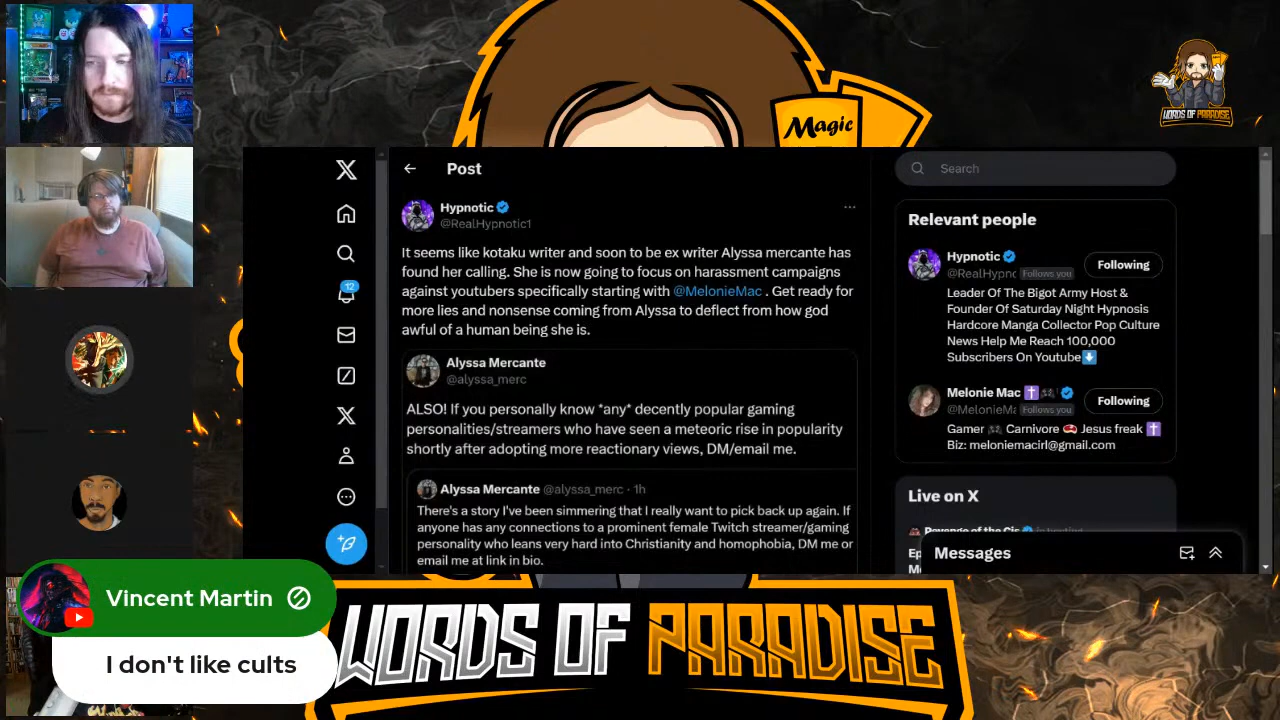 Magic
WORDS OF PARADISE
Post
Search
Hypnotic
@RealHypnotic1
It seems like kotaku writer and soon to be ex writer Alyssa mercante has
found her calling. She is now going to focus on harassment campaigns
against youtubers specifically starting with @MelonieMac . Get ready for
more lies and nonsense coming from Alyssa to deflect from how god
awful of a human being she is.
Alyssa Mercante
@alyssa_merc
ALSO! If you personally know *any* decently popular gaming
personalities/streamers who have seen a meteoric rise in popularity
shortly after adopting more reactionary views, DM/email me.
Alyssa Mercante @alyssa_merc · 1h
There's a story I've been simmering that I really want to pick back up again. If
anyone has any connections to a prominent female Twitch streamer/gaming
personality who leans very hard into Christianity and homophobia, DM me or
email me at link in bio.
12
Relevant people
Hypnotic
@RealHypnc Follows you
Following
Leader Of The Bigot Army Host &
Founder Of Saturday Night Hypnosis
Hardcore Manga Collector Pop Culture
News Help Me Reach 100,000
Subscribers On Youtube
Melonie Mac
@MelonieMa Follows you
Following
Gamer Carnivore Jesus freak
Biz: meloniemacirl@gmail.com
Live on X
Revenge of the Cis is hosting
Messages
Vincent Martin
I don't like cults
WORDS OF PARADISE